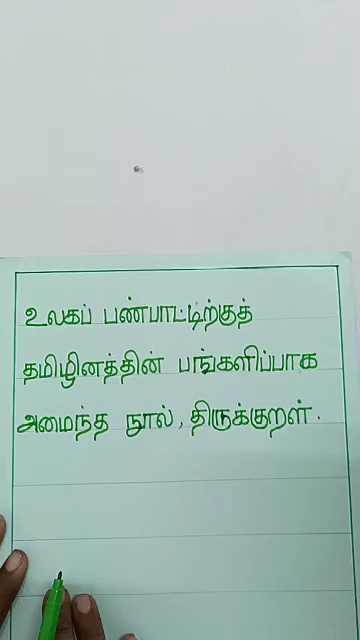 உலகப் பண்பாட்டிற்குத்
தமிழினத்தின் பங்களிப்பாக
அமைந்த நூல், திருக்குறள்.